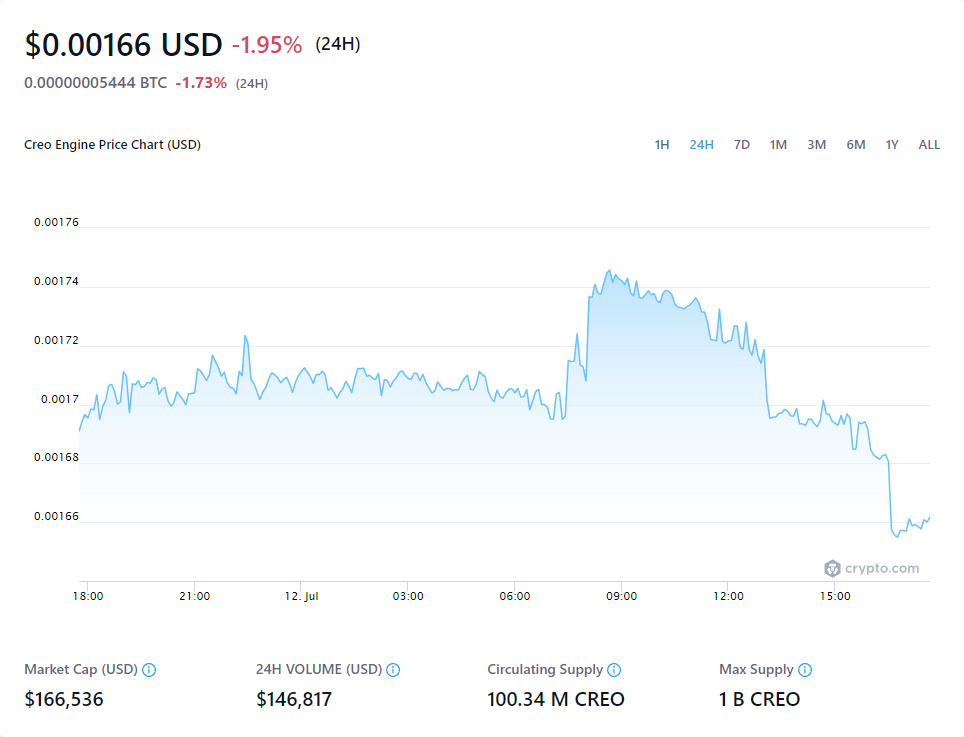 $0.00166 USD -1.95% (24H)
0.00000005444 BTC -1.73% (24H)
Creo Engine Price Chart (USD) 1H 24H 7D 1M 3M 6M 1Y ALL
0.00176
0.00174
0.00172
0.0017
0.00168
0.00166
crypto.com
18:00 21:00 12. Jul 03:00 06:00 09:00 12:00 15:00
Market Cap (USD) 24H VOLUME (USD) Circulating Supply Max Supply
$166,536 $146,817 100.34 M CREO 1 B CREO